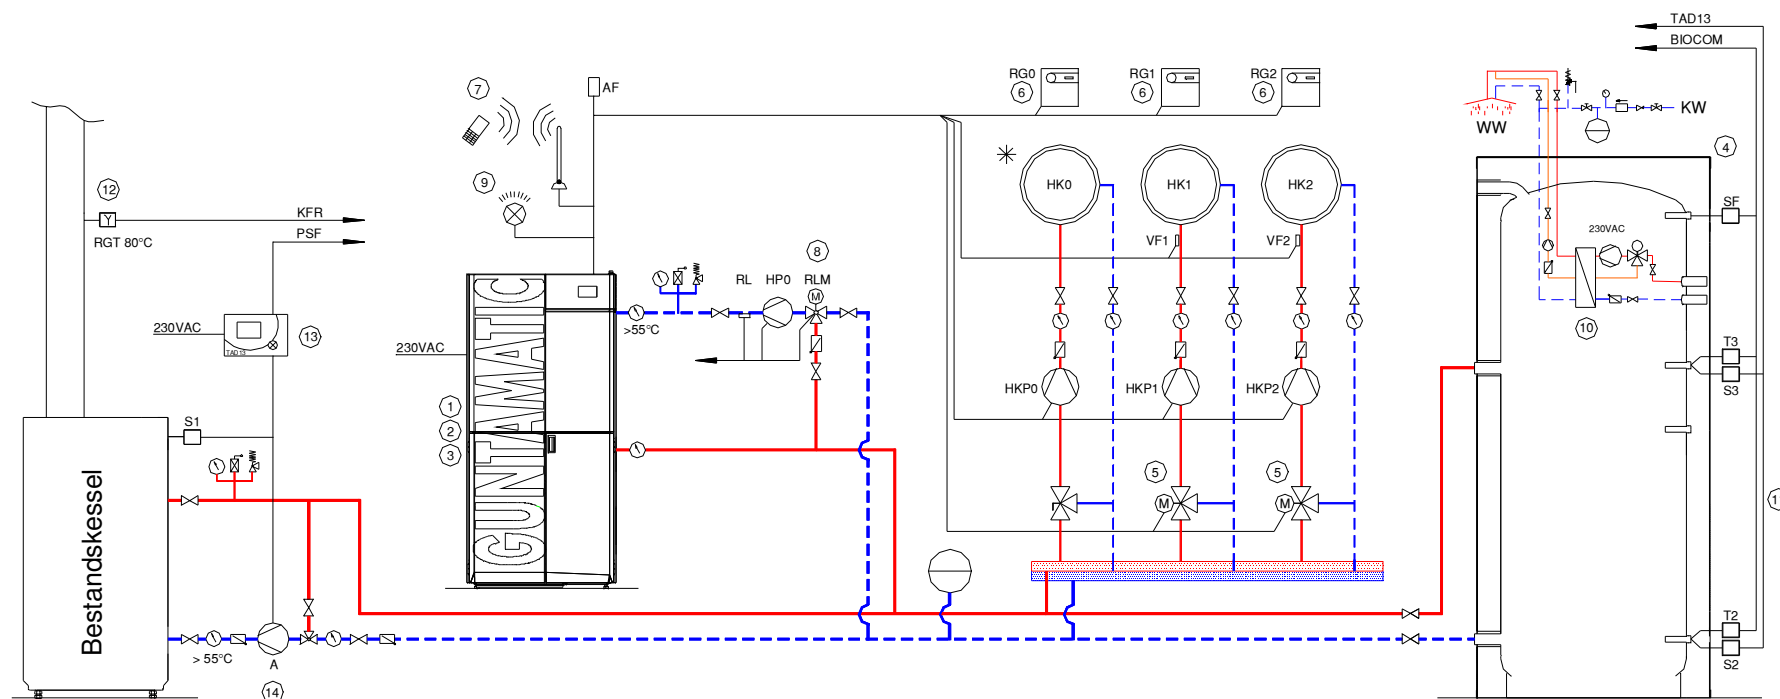 TAD13
BIOCOM
RG0
RG1
RG2
6
6
6
7
AF
KW
WW
4
9
HK0
HK1
HK2
12
KFR
RGT 80°C
PSF
Y
SF
230VAC
VF1
VF2
8
RL
HP0
RLM
M
>55°C
10
230VAC
TAD13
13
230VAC
T3
S3
HKP0
HKP1
HKP2
1
2
3
GUNTAMATIC
S1
5
5
M
M
1
Bestandskessel
T2
S2
> 55°C
A
14